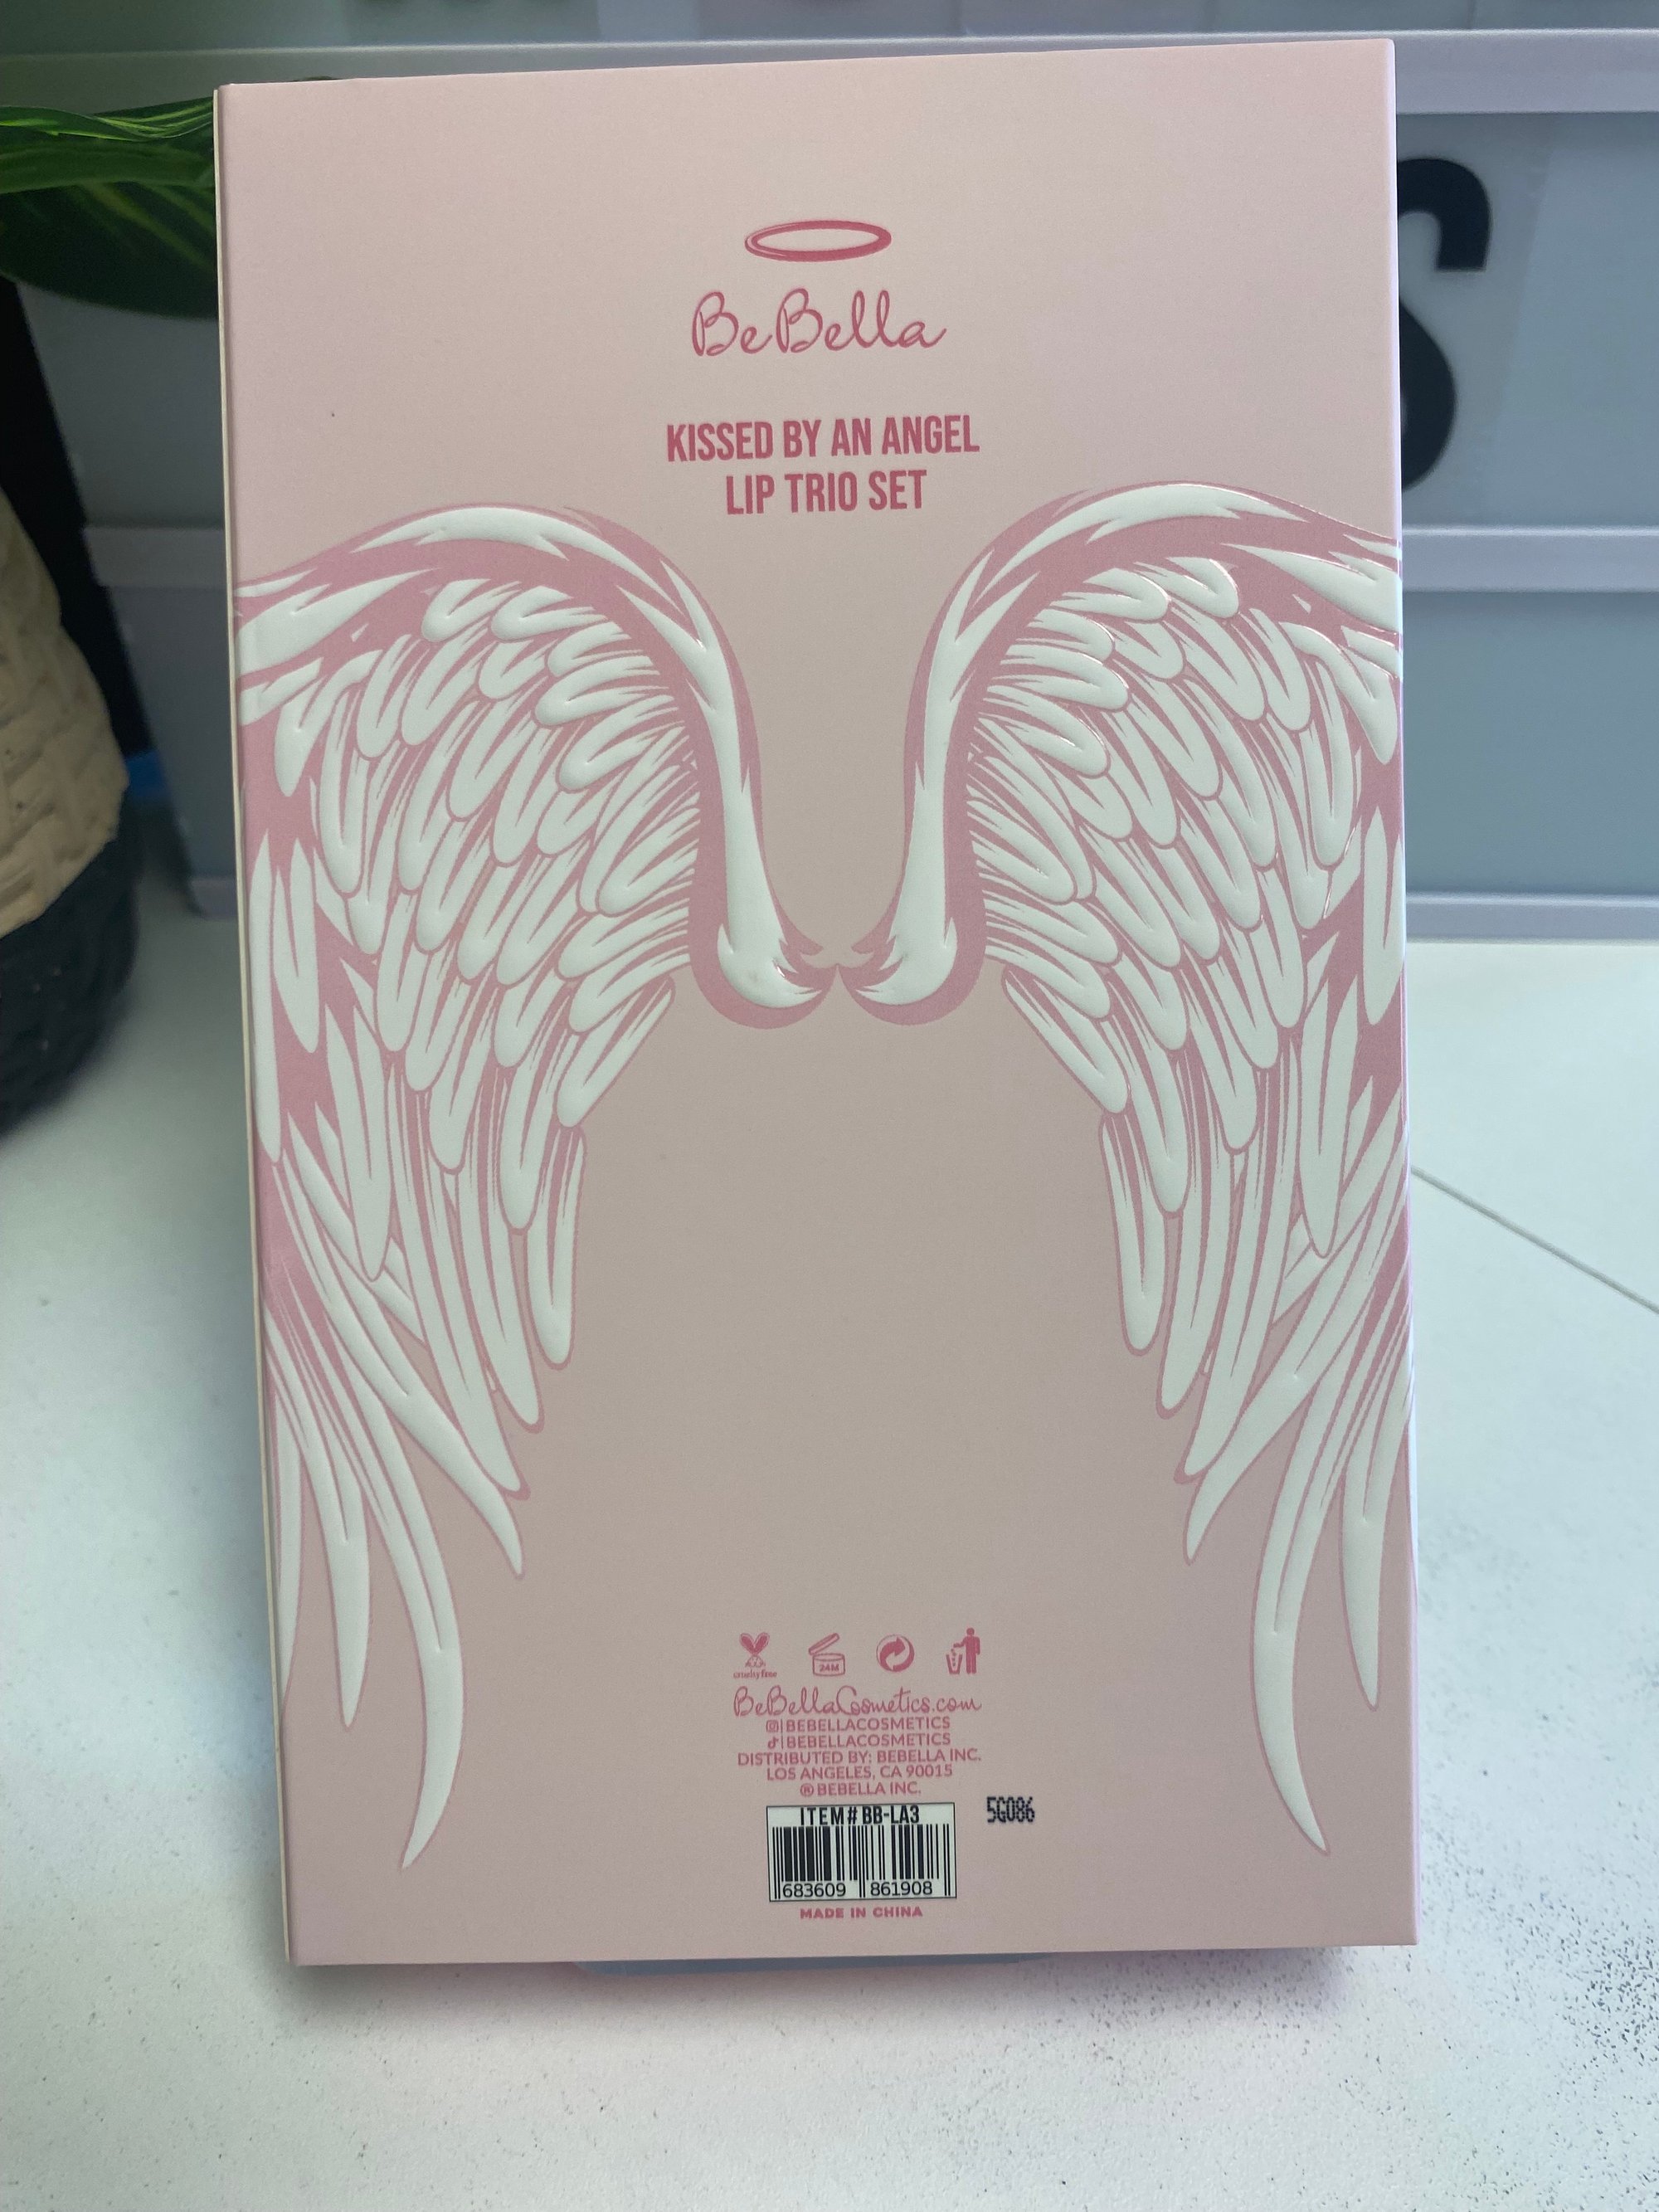 BeBella
KISSED BY AN ANGEL
LIP TRIO SET
cruelty free
24M
BeBellaCosmetics.com
|BEBELLACOSMETICS
|BEBELLACOSMETICS
DISTRIBUTED BY: BEBELLA INC.
LOS ANGELES, CA 90015
® BEBELLA INC.
ITEM# BB-LA3
5G086
683609 861908
MADE IN CHINA
S